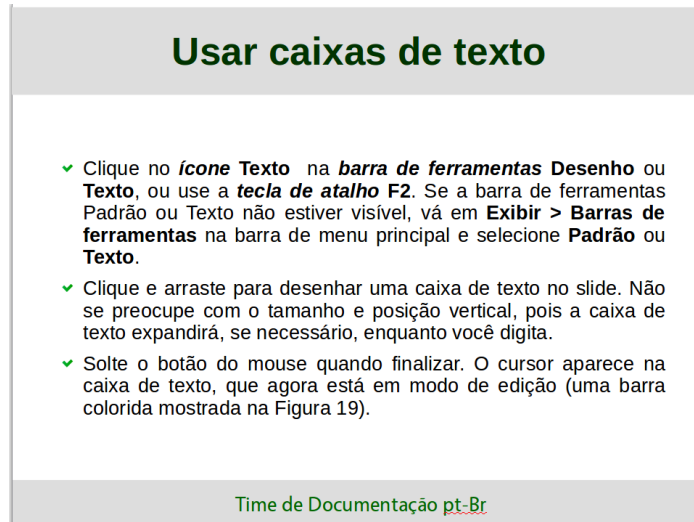 Usar caixas de texto
Clique no ícone Texto na barra de ferramentas Desenho ou
Texto, ou use a tecla de atalho F2. Se a barra de ferramentas
Padrão ou Texto não estiver visível, vá em Exibir > Barras de
ferramentas na barra de menu principal e selecione Padrão ou
Texto.
Clique e arraste para desenhar uma caixa de texto no slide. Não
se preocupe com o tamanho e posição vertical, pois a caixa de
texto expandirá, se necessário, enquanto você digita.
Solte o botão do mouse quando finalizar. O cursor aparece na
caixa de texto, que agora está em modo de edição (uma barra
colorida mostrada na Figura 19).
Time de Documentação pt-Br